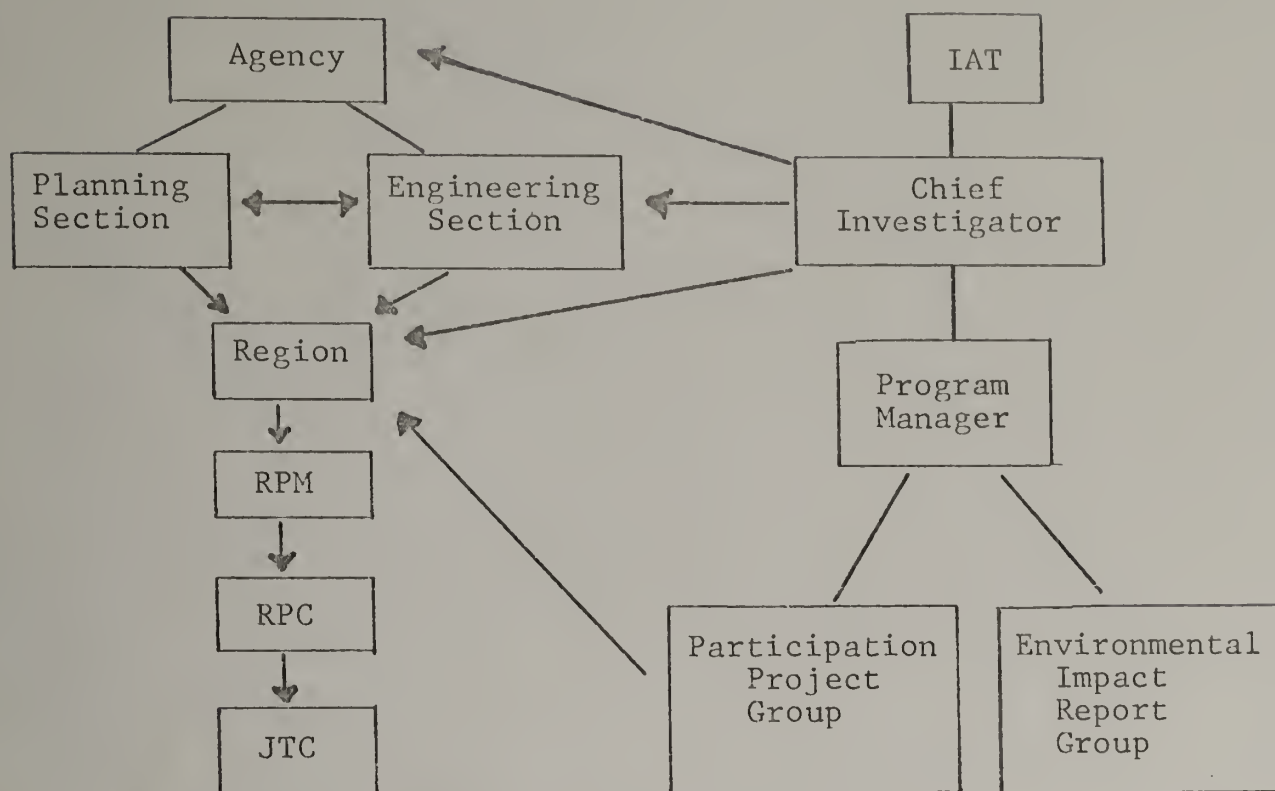 Agency
IAT
Planning
Section
Engineering
Section
Chief
Investigator
Region
Program
Manager
RPM
RPC
Participation
Project
Group
Environmental
Impact
Report
Group
JTC